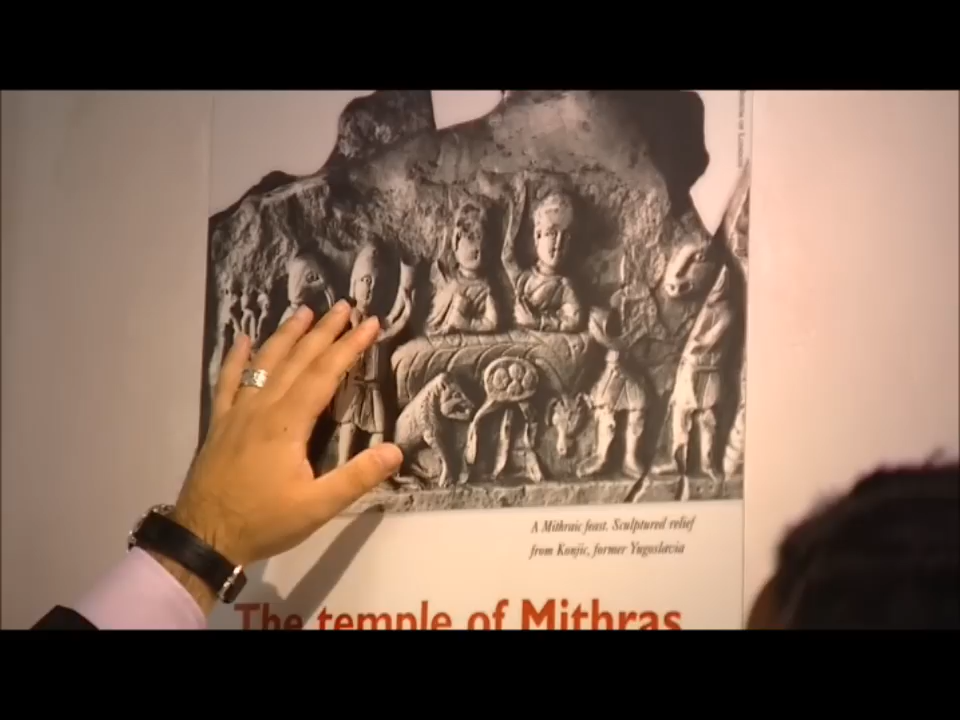 A Mithraic feast. Sculptured relief
from Konjic, former Yugoslavia
The temple of Mithras